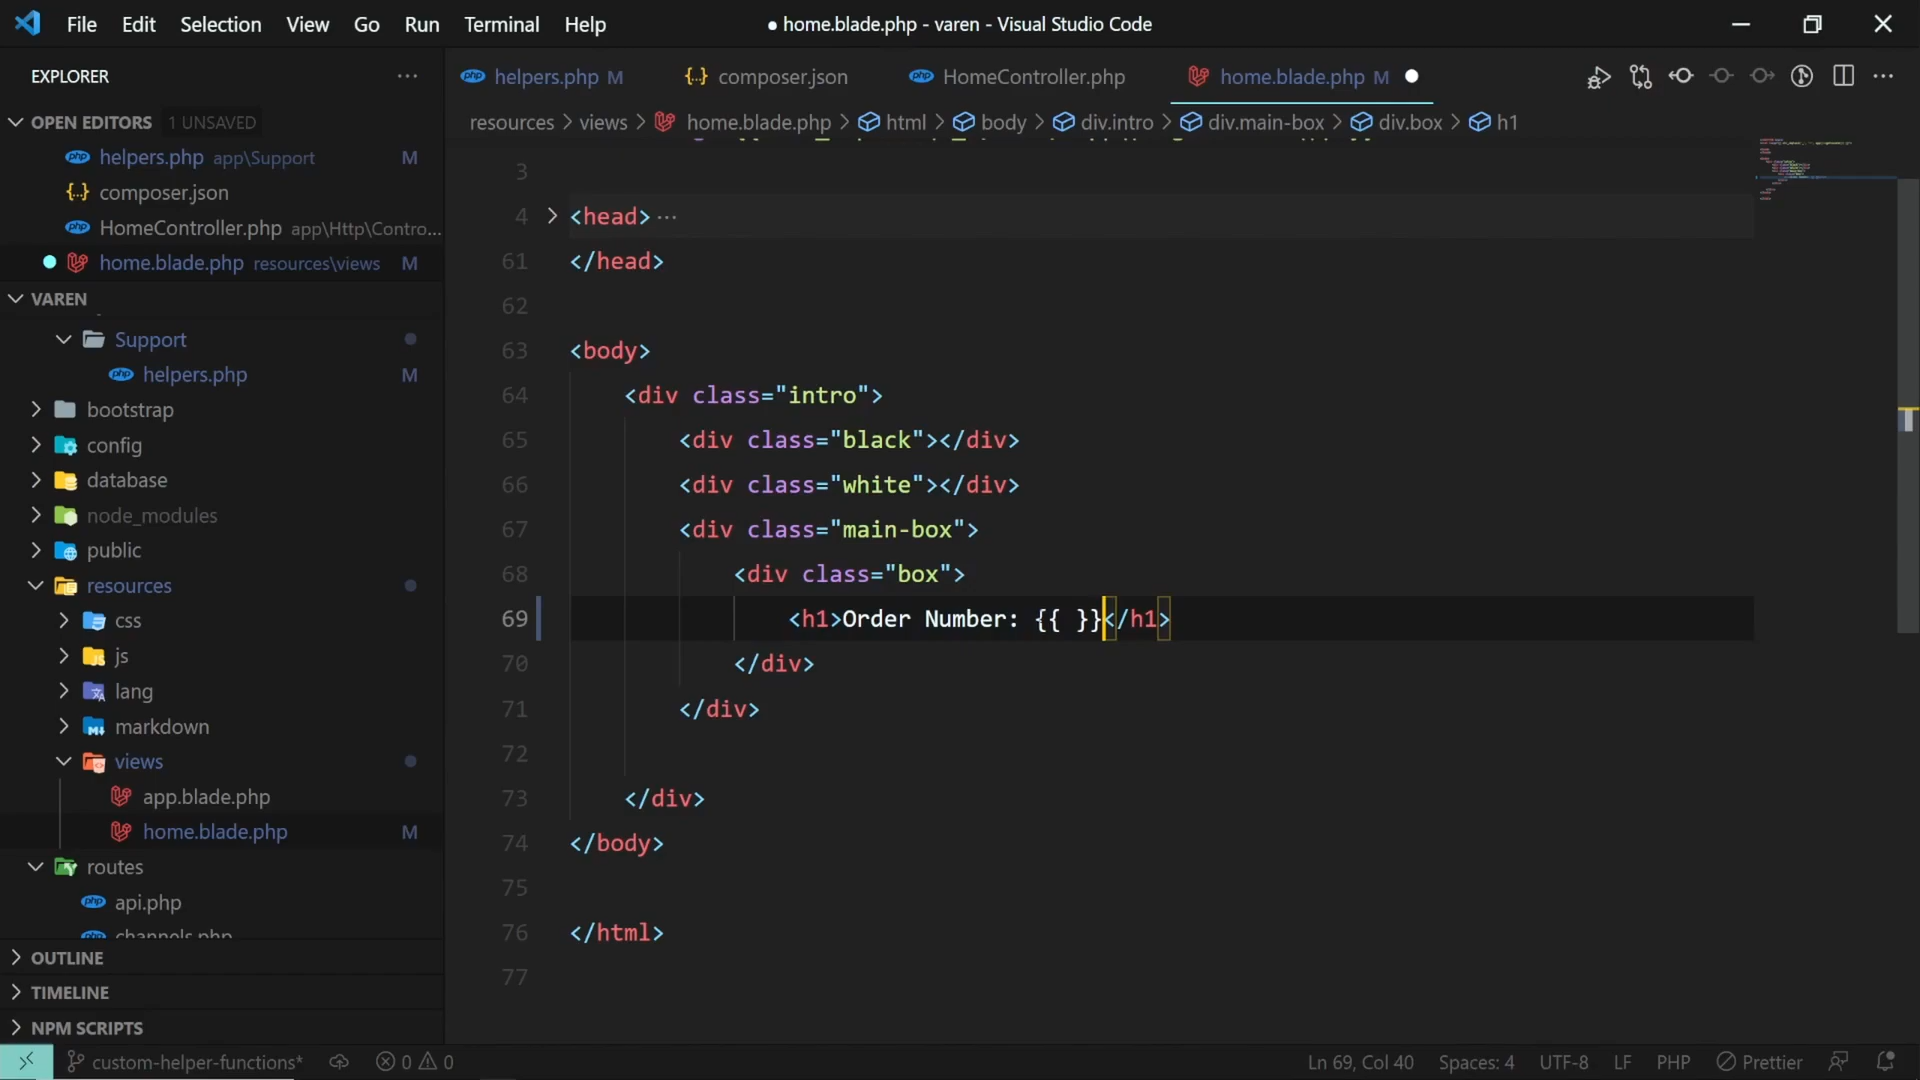 File Edit Selection View Go Run Terminal Help
● home.blade.php - varen - Visual Studio Code
EXPLORER
OPEN EDITORS 1 UNSAVED
helpers.php app\Support M
composer.json
HomeController.php app\Http\Contro...
home.blade.php resources\views M
VAREN
Support
helpers.php M
bootstrap
config
database
node_modules
public
resources
css
js
lang
markdown
views
app.blade.php
home.blade.php M
routes
api.php
channels.php
OUTLINE
TIMELINE
NPM SCRIPTS
helpers.php M composer.json HomeController.php home.blade.php M
resources > views > home.blade.php > html > body > div.intro > div.main-box > div.box > h1
3
4 <head> ...
61 </head>
62
63 <body>
64 <div class="intro">
65 <div class="black"></div>
66 <div class="white"></div>
67 <div class="main-box">
68 <div class="box">
69 <h1>Order Number: {{ }}</h1>
70 </div>
71 </div>
72
73 </div>
74 </body>
75
76 </html>
77
custom-helper-functions* 0 0 Ln 69, Col 40 Spaces: 4 UTF-8 LF PHP Prettier